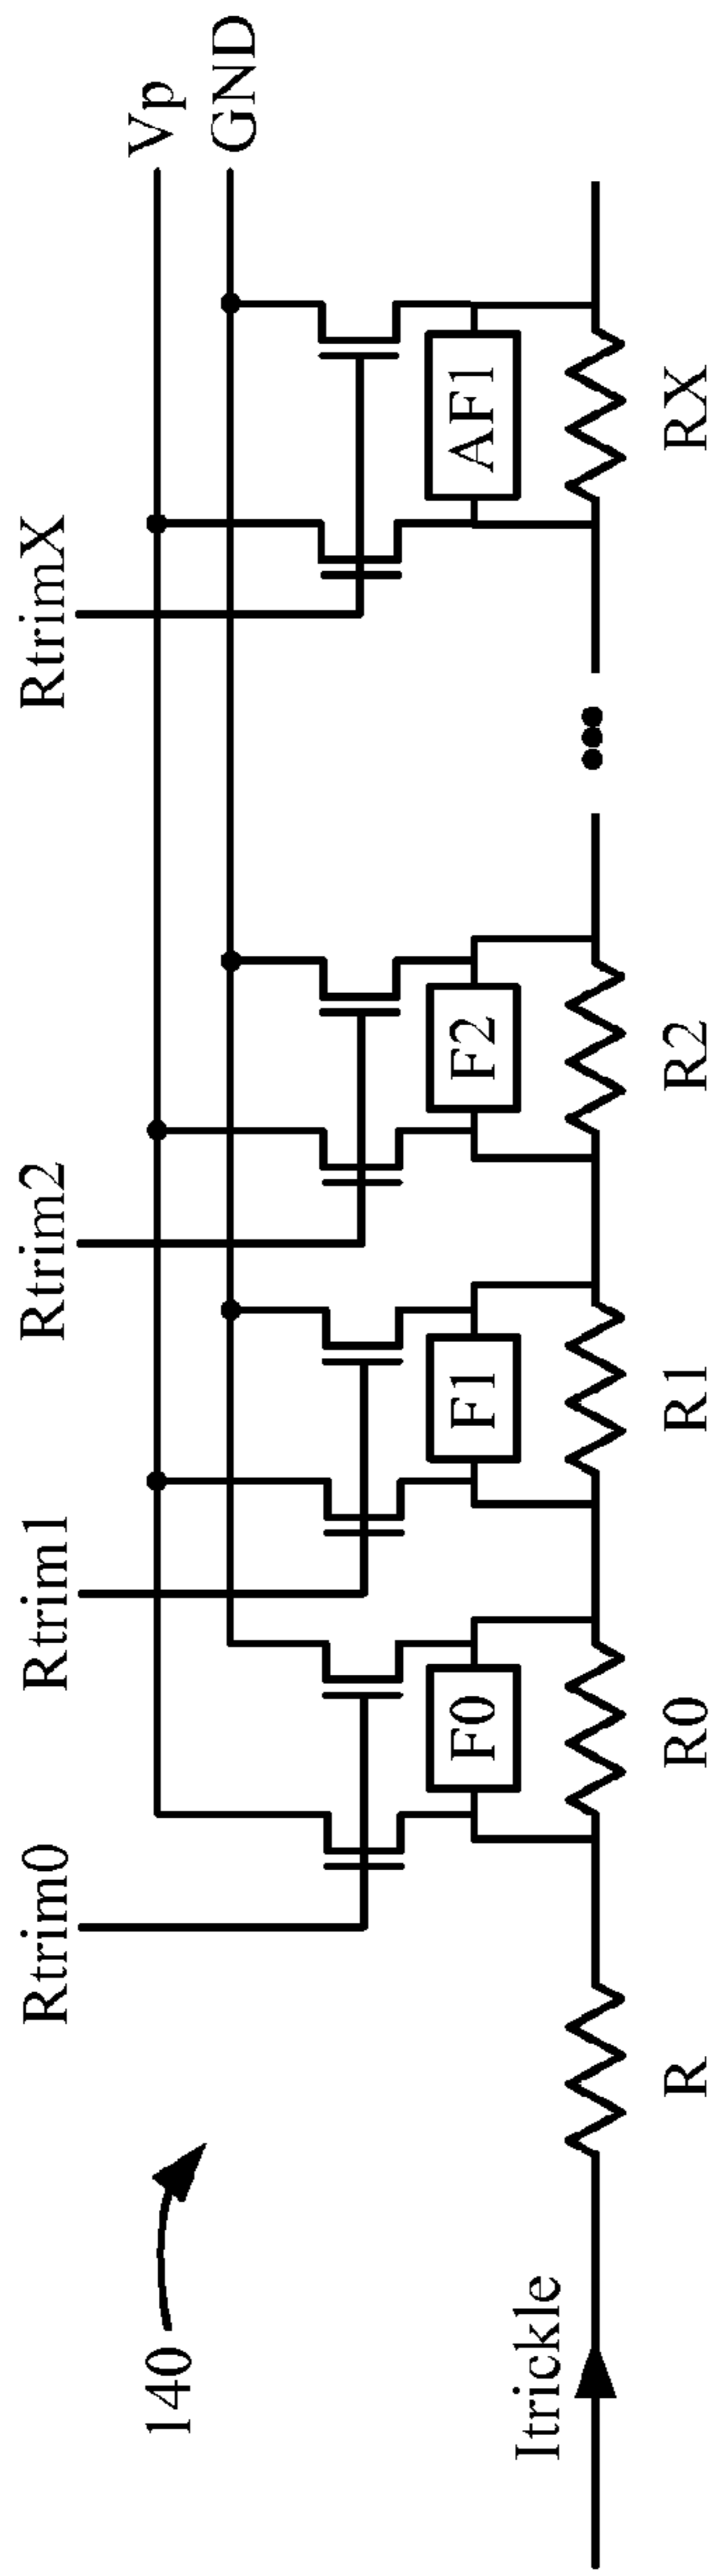 Rtrim0
Rtrim1
Rtrim2
RtrimX
Vp
GND
140
F0
F1
F2
AF1
Itrickle
R
R0
R1
R2
RX